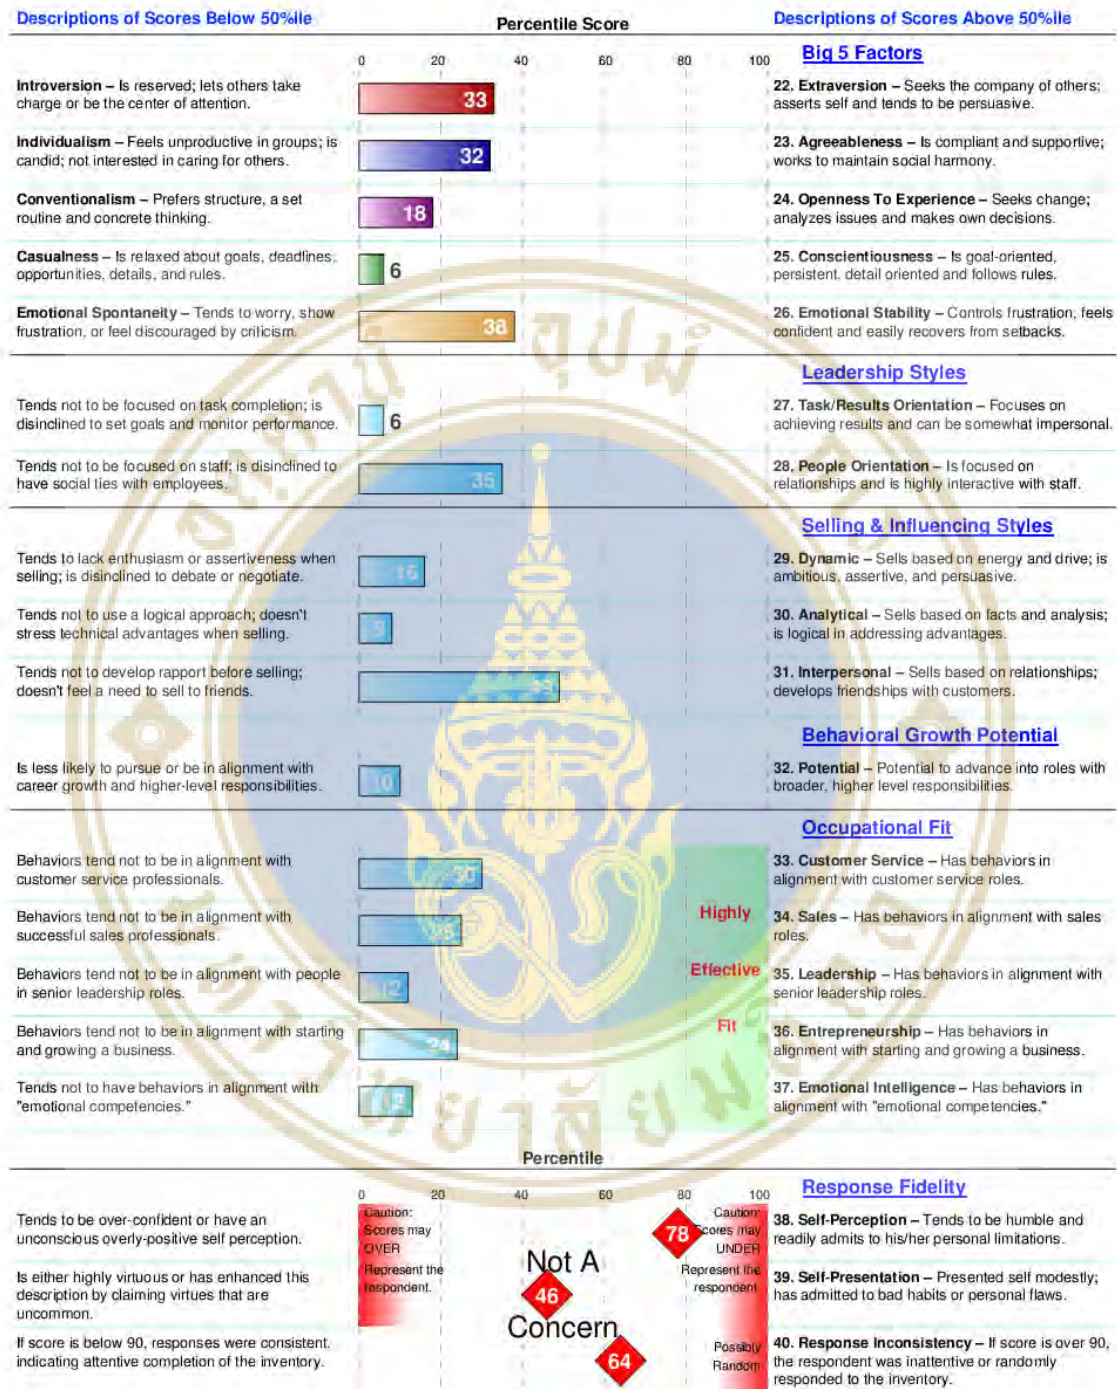 Descriptions of Scores Below 50%ile
Percentile Score
Descriptions of Scores Above 50%ile
Big 5 Factors
0 20 40 60 80 100
Introversion – Is reserved; lets others take
charge or be the center of attention.
33
22. Extraversion – Seeks the company of others;
asserts self and tends to be persuasive.
Individualism – Feels unproductive in groups; is
candid; not interested in caring for others.
32
23. Agreeableness – Is compliant and supportive;
works to maintain social harmony.
Conventionalism – Prefers structure, a set
routine and concrete thinking.
18
24. Openness To Experience – Seeks change;
analyzes issues and makes own decisions.
Casualness – Is relaxed about goals, deadlines,
opportunities, details, and rules.
6
25. Conscientiousness – Is goal-oriented,
persistent, detail oriented and follows rules.
Emotional Spontaneity – Tends to worry, show
frustration, or feel discouraged by criticism.
38
26. Emotional Stability – Controls frustration, feels
confident and easily recovers from setbacks.
Leadership Styles
Tends not to be focused on task completion; is
disinclined to set goals and monitor performance.
6
27. Task/Results Orientation – Focuses on
achieving results and can be somewhat impersonal.
Tends not to be focused on staff; is disinclined to
have social ties with employees.
35
28. People Orientation – Is focused on
relationships and is highly interactive with staff.
Selling & Influencing Styles
Tends to lack enthusiasm or assertiveness when
selling; is disinclined to debate or negotiate.
29. Dynamic – Sells based on energy and drive; is
ambitious, assertive, and persuasive.
Tends not to use a logical approach; doesn't
stress technical advantages when selling.
30. Analytical – Sells based on facts and analysis;
is logical in addressing advantages.
Tends not to develop rapport before selling;
doesn't feel a need to sell to friends.
31. Interpersonal – Sells based on relationships;
develops friendships with customers.
Behavioral Growth Potential
Is less likely to pursue or be in alignment with
career growth and higher-level responsibilities.
10
32. Potential – Potential to advance into roles with
broader, higher level responsibilities.
Occupational Fit
Behaviors tend not to be in alignment with
customer service professionals.
30
33. Customer Service – Has behaviors in
alignment with customer service roles.
Behaviors tend not to be in alignment with
successful sales professionals.
25
Highly
34. Sales – Has behaviors in alignment with sales
roles.
Behaviors tend not to be in alignment with people
in senior leadership roles.
12
Effective
35. Leadership – Has behaviors in alignment with
senior leadership roles.
Behaviors tend not to be in alignment with starting
and growing a business.
24
Fit
36. Entrepreneurship – Has behaviors in
alignment with starting and growing a business.
Tends not to have behaviors in alignment with
"emotional competencies."
37. Emotional Intelligence – Has behaviors in
alignment with "emotional competencies."
Percentile
0 20 40 60 80 100
Response Fidelity
Tends to be over-confident or have an
unconscious overly-positive self perception.
Caution:
Scores may
OVER
Represent the
respondent.
78
Caution:
Scores may
UNDER
Represent the
respondent
38. Self-Perception – Tends to be humble and
readily admits to his/her personal limitations.
Is either highly virtuous or has enhanced this
description by claiming virtues that are
uncommon.
Not A
46
Concern
39. Self-Presentation – Presented self modestly;
has admitted to bad habits or personal flaws.
If score is below 90, responses were consistent,
indicating attentive completion of the inventory.
64
Possibly
Random
40. Response Inconsistency – If score is over 90,
the respondent was inattentive or randomly
responded to the inventory.